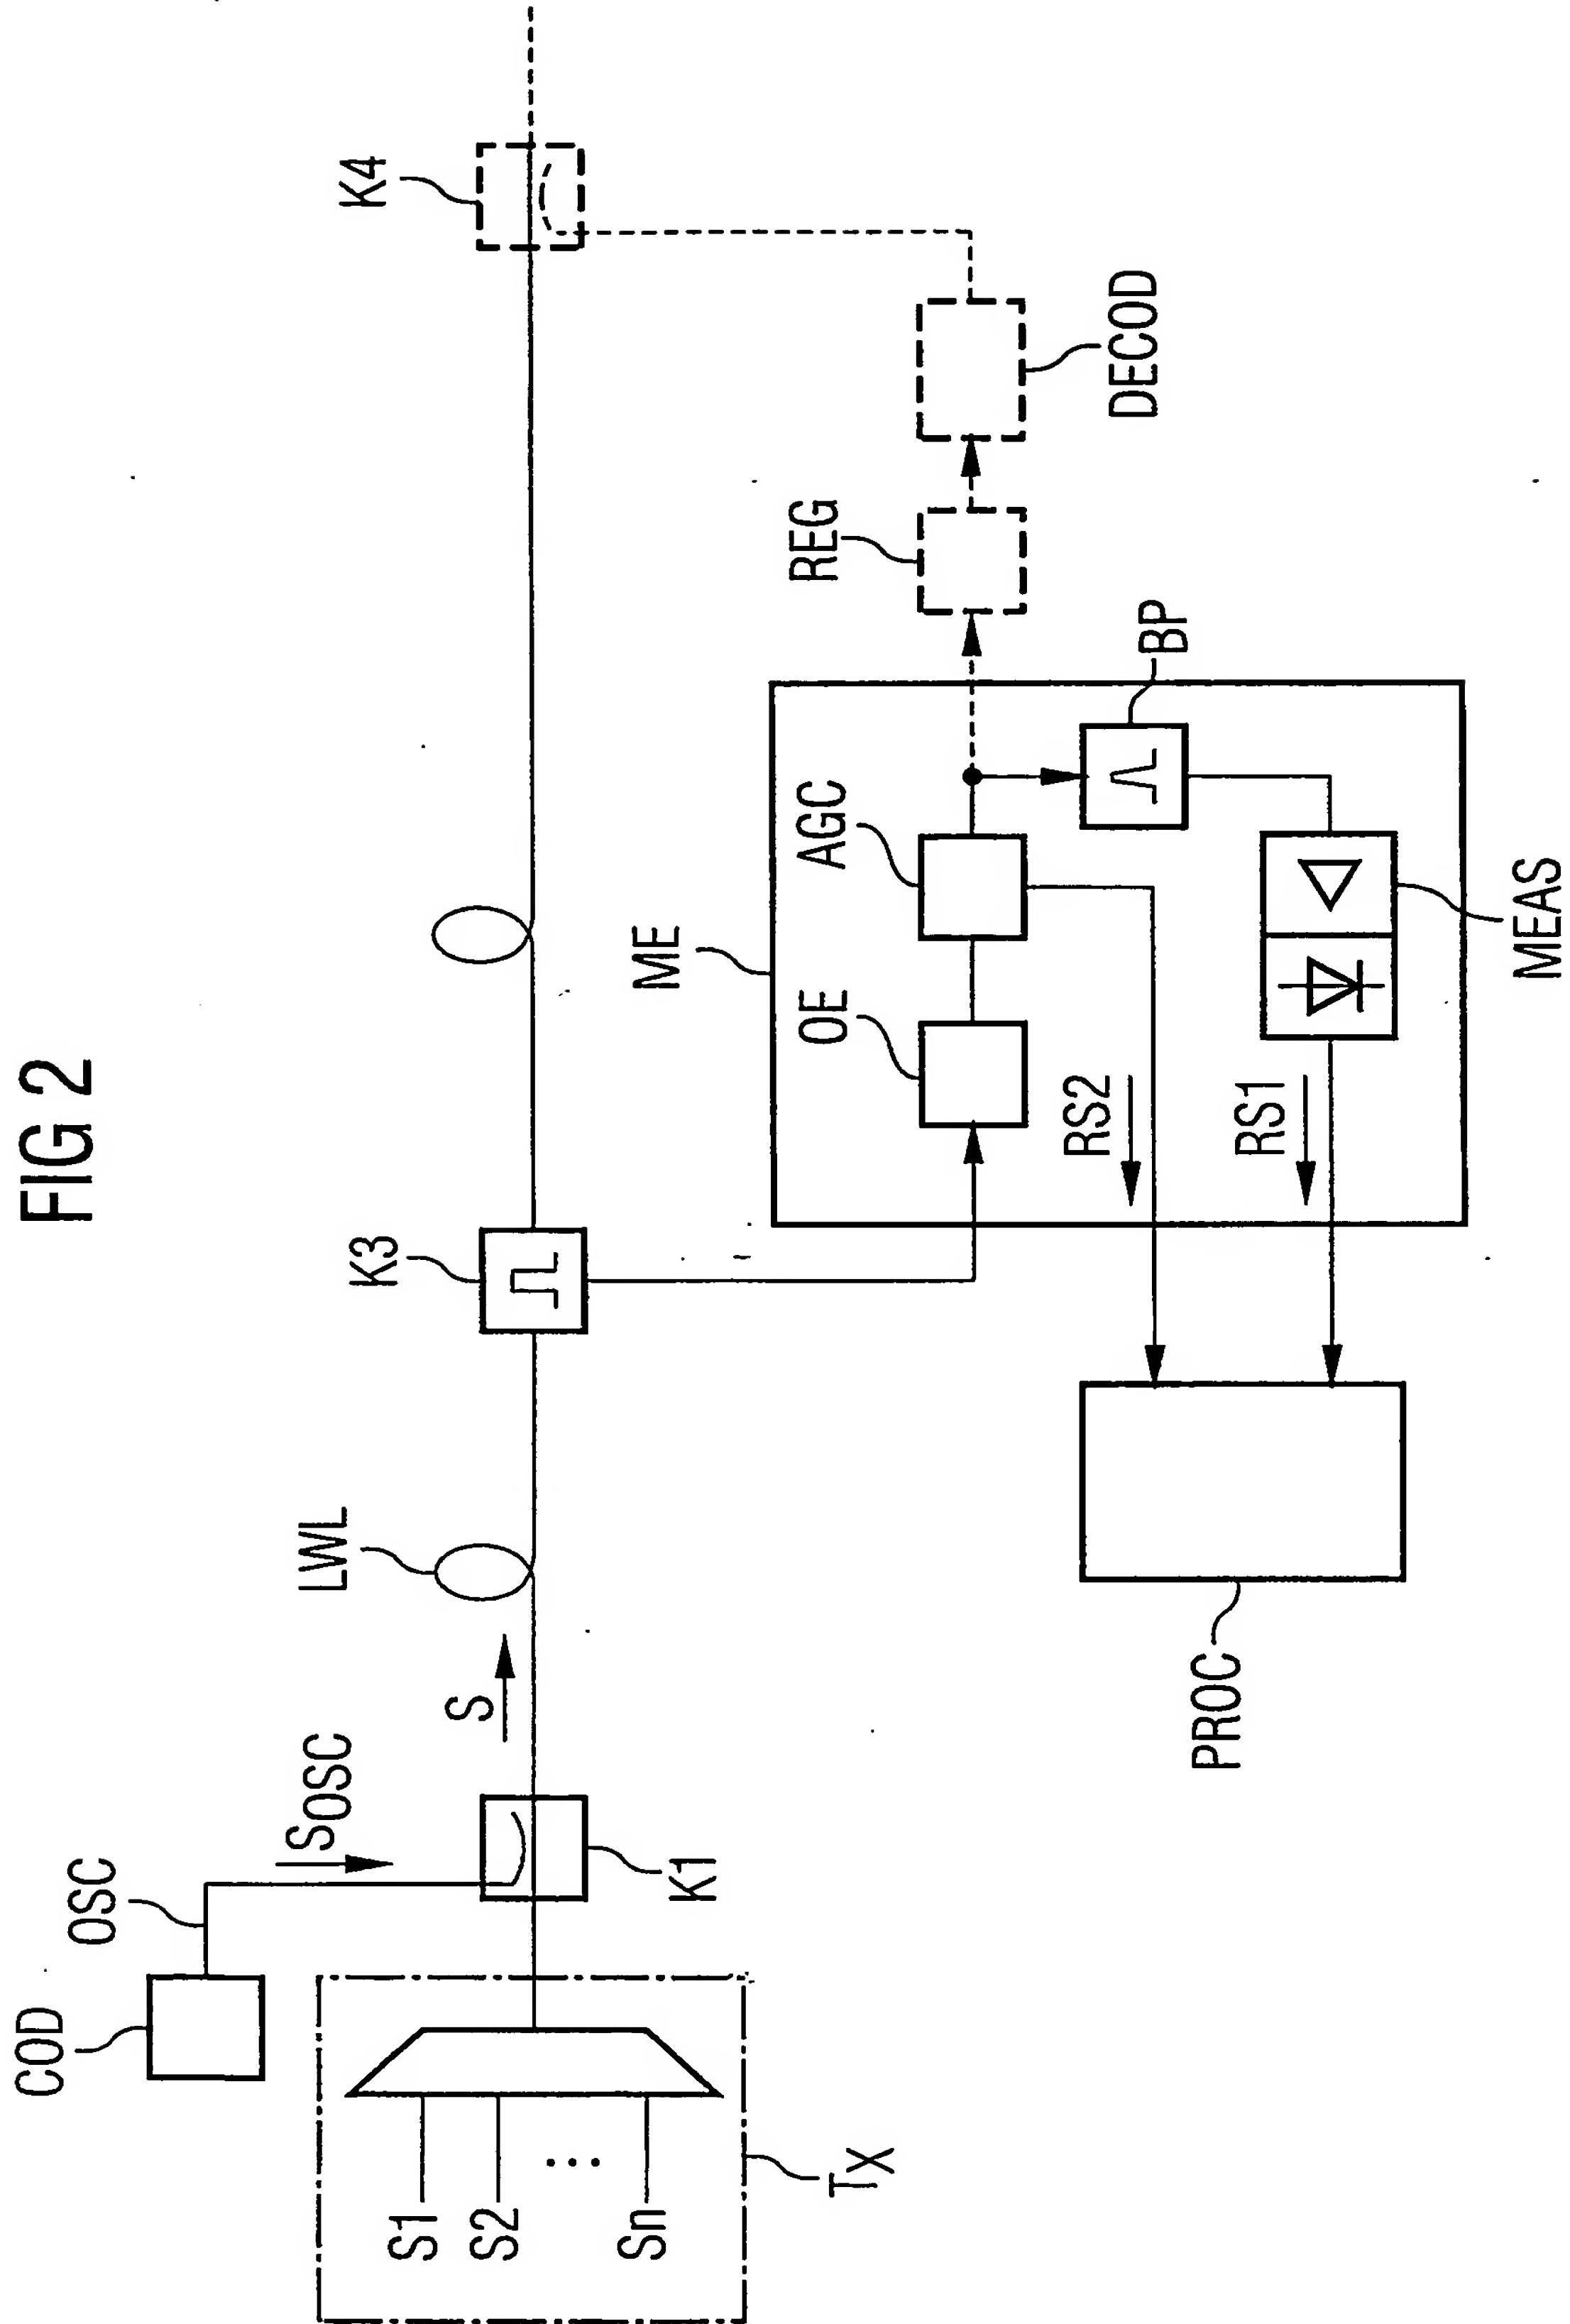 FIG 2
COD
OSC
SOSC
S
LWL
K3
K4
K1
S1
S2
...
Sn
TX
ME
OE
AGC
REG
DECOD
BP
RS2
RS1
MEAS
PROC